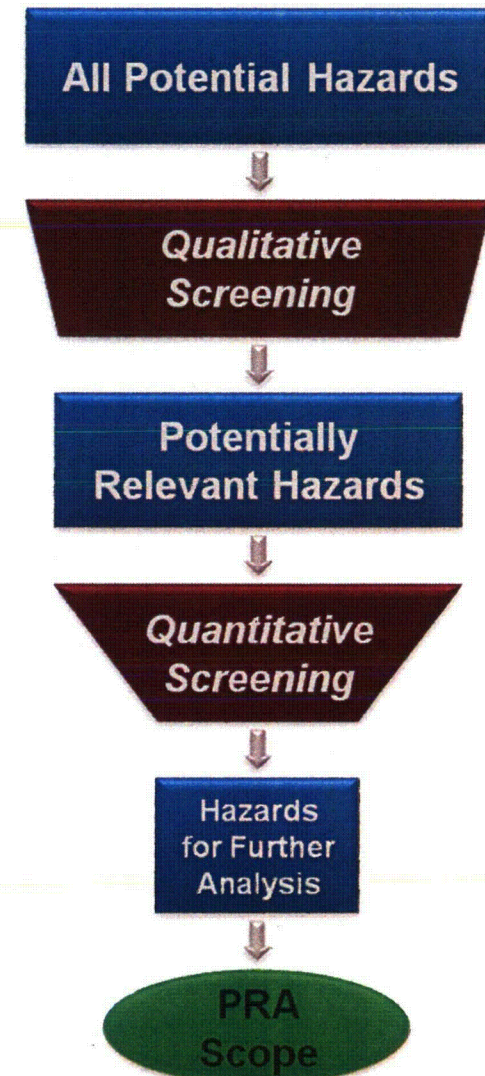 All Potential Hazards
Qualitative
Screening
Potentially
Relevant Hazards
Quantitative
Screening
Hazards
for Further
Analysis
PRA
Scope